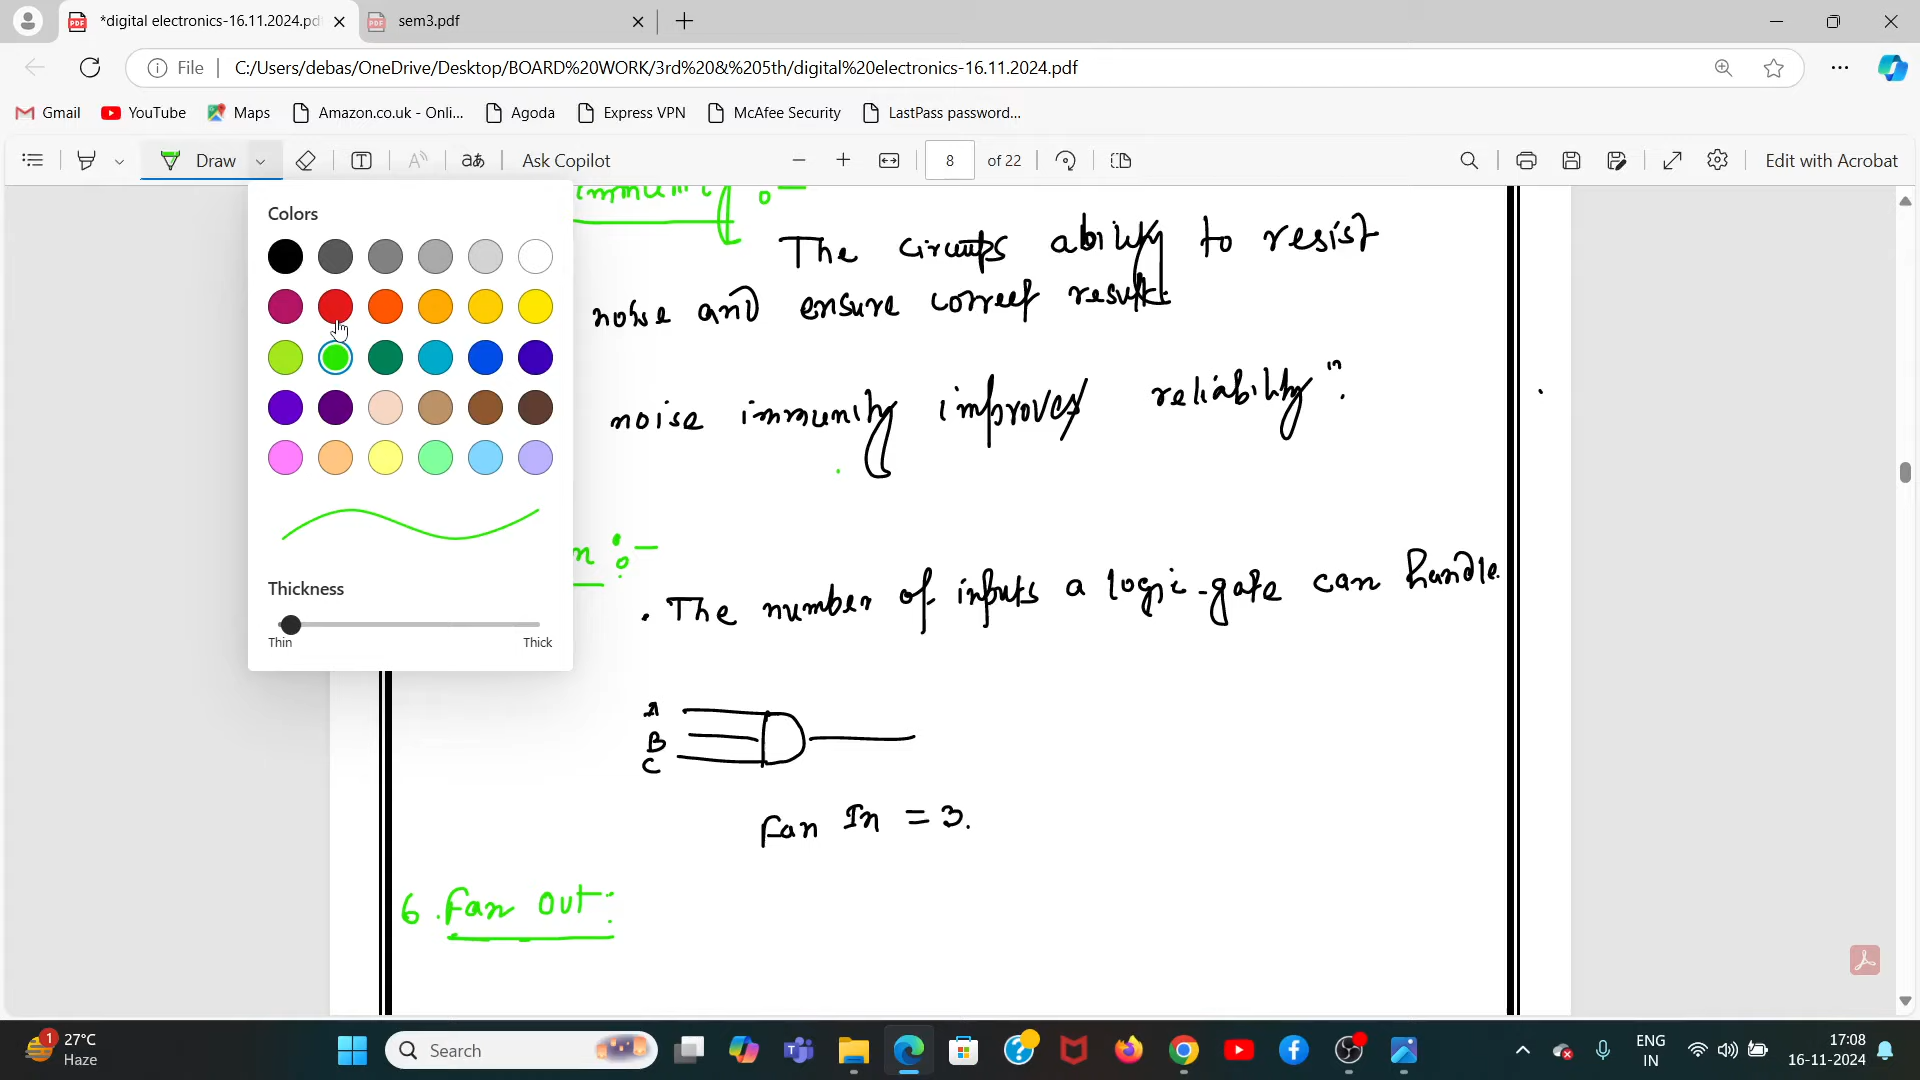 *digital electronics-16.11.2024.pd
sem3.pdf
File
C:/Users/debas/OneDrive/Desktop/BOARD%20WORK/3rd%20&%205th/digital%20electronics-16.11.2024.pdf
Gmail
YouTube
Maps
Amazon.co.uk - Onli...
Agoda
Express VPN
McAfee Security
LastPass password...
Draw
Ask Copilot
8
of 22
Edit with Acrobat
Colors
Thickness
Thin
Thick
immunity :-
The circuits ability to resist
noise and ensure correct results.
noise immunity improves reliability".
n :-
. The number of inputs a logic-gate can handle.
A
B
C
Fan In = 3.
6. Fan Out:
1
27°C
Haze
Search
ENG
IN
17:08
16-11-2024